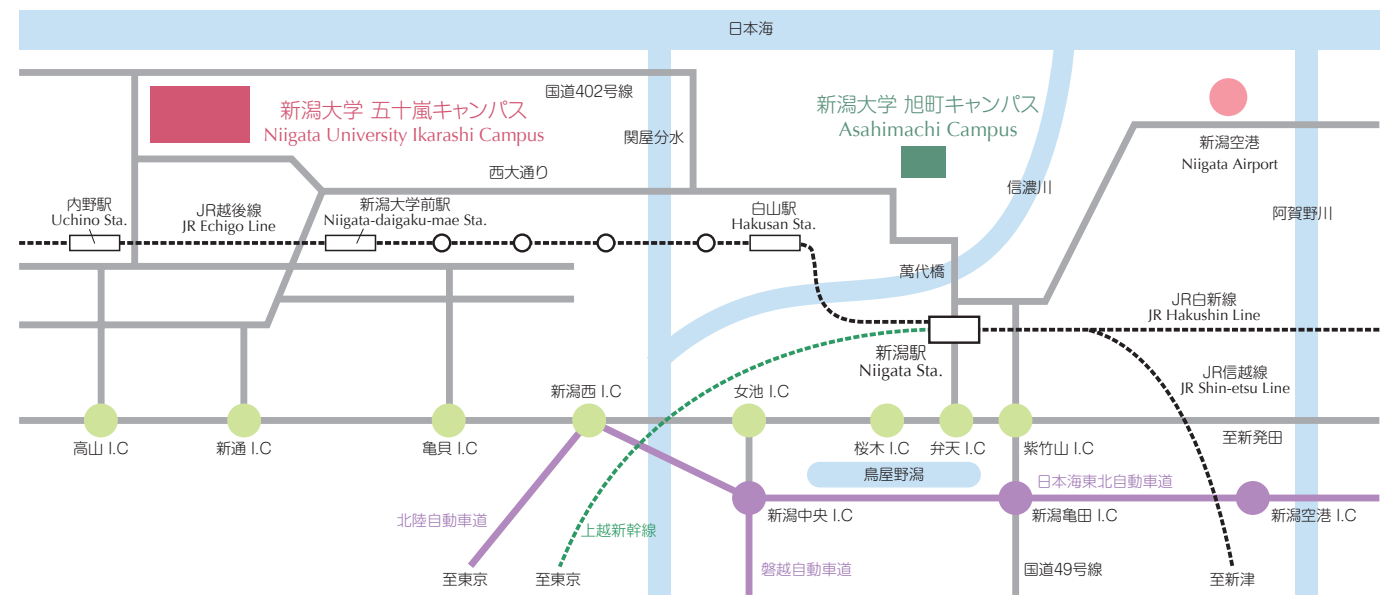 日本海
国道402号線
新潟大学 五十嵐キャンパス
Niigata University Ikarashi Campus
新潟大学 旭町キャンパス
Asahimachi Campus
関屋分水
新潟空港
Niigata Airport
西大通り
信濃川
阿賀野川
内野駅
Uchino Sta.
JR越後線
JR Echigo Line
新潟大学前駅
Niigata-daigaku-mae Sta.
白山駅
Hakusan Sta.
萬代橋
JR白新線
JR Hakushin Line
新潟駅
Niigata Sta.
JR信越線
JR Shin-etsu Line
新潟西 I.C
女池 I.C
高山 I.C
新通 I.C
亀貝 I.C
桜木 I.C
弁天 I.C
紫竹山 I.C
至新発田
鳥屋野潟
日本海東北自動車道
北陸自動車道
上越新幹線
新潟中央 I.C
新潟亀田 I.C
新潟空港 I.C
至東京
至東京
磐越自動車道
国道49号線
至新津